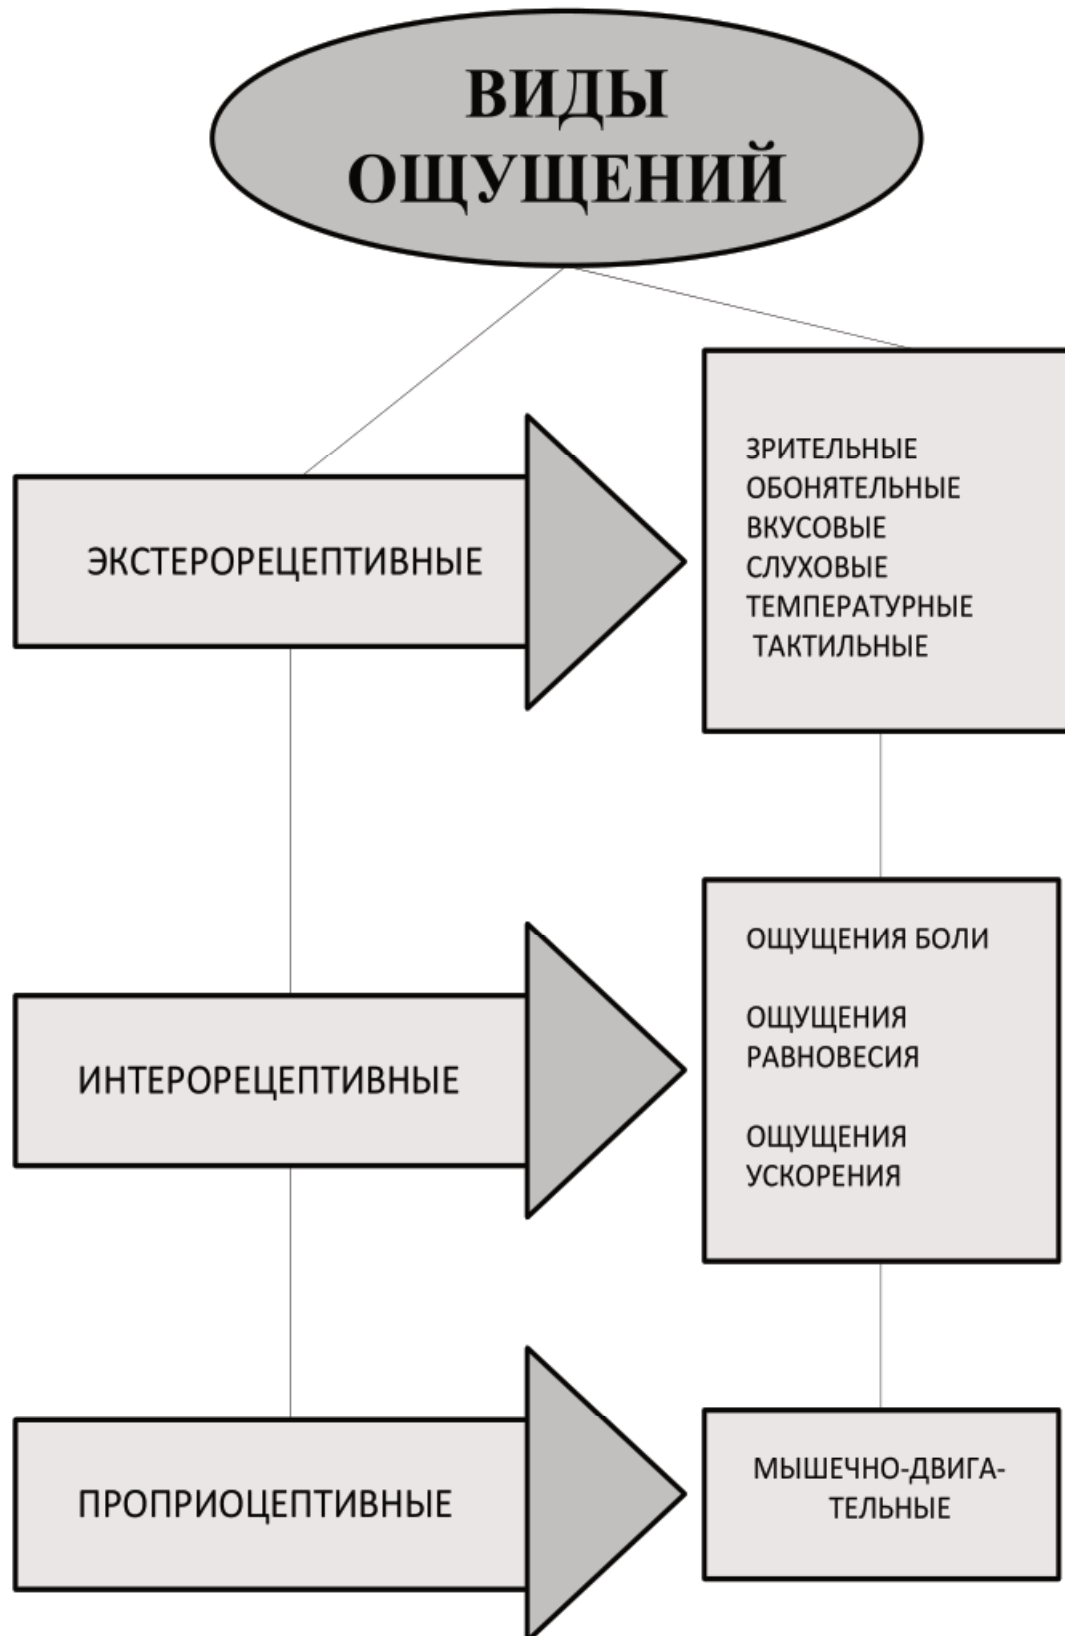 ВИДЫ
ОЩУЩЕНИЙ
ЭКСТЕРОРЕЦЕПТИВНЫЕ
ЗРИТЕЛЬНЫЕ
ОБОНЯТЕЛЬНЫЕ
ВКУСОВЫЕ
СЛУХОВЫЕ
ТЕМПЕРАТУРНЫЕ
ТАКТИЛЬНЫЕ
ИНТЕРОРЕЦЕПТИВНЫЕ
ОЩУЩЕНИЯ БОЛИ
ОЩУЩЕНИЯ
РАВНОВЕСИЯ
ОЩУЩЕНИЯ
УСКОРЕНИЯ
ПРОПРИОЦЕПТИВНЫЕ
МЫШЕЧНО-ДВИГА-
ТЕЛЬНЫЕ